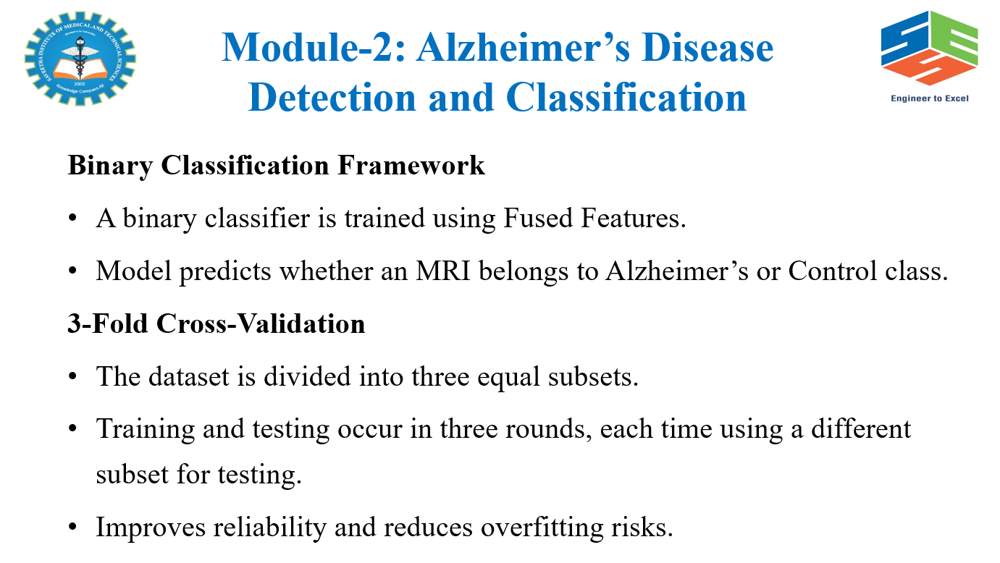 SAVEETHA INSTITUTE OF MEDICAL AND TECHNICAL SCIENCES
2005
Knowledge Conquers All
Module-2: Alzheimer’s Disease
Detection and Classification
SES
Engineer to Excel
Binary Classification Framework
• A binary classifier is trained using Fused Features.
• Model predicts whether an MRI belongs to Alzheimer’s or Control class.
3-Fold Cross-Validation
• The dataset is divided into three equal subsets.
• Training and testing occur in three rounds, each time using a different
subset for testing.
• Improves reliability and reduces overfitting risks.